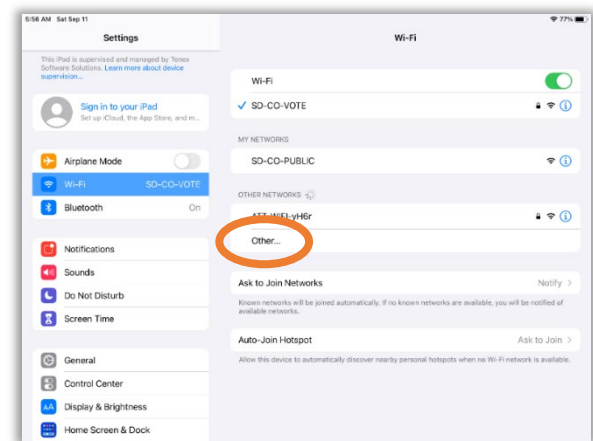 5:56 AM Sat Sep 11
77%
Settings
Wi-Fi
This iPad is supervised and managed by Tenex
Software Solutions. Learn more about device
supervision...
Sign in to your iPad
Set up iCloud, the App Store, and m...
Airplane Mode
Wi-Fi SD-CO-VOTE
Bluetooth On
Notifications
Sounds
Do Not Disturb
Screen Time
General
Control Center
AA Display & Brightness
Home Screen & Dock
Wi-Fi
SD-CO-VOTE
MY NETWORKS
SD-CO-PUBLIC
OTHER NETWORKS
ATT-WIFI-yH6r
Other...
Ask to Join Networks Notify
Known networks will be joined automatically. If no known networks are available, you will be notified of
available networks.
Auto-Join Hotspot Ask to Join
Allow this device to automatically discover nearby personal hotspots when no Wi-Fi network is available.